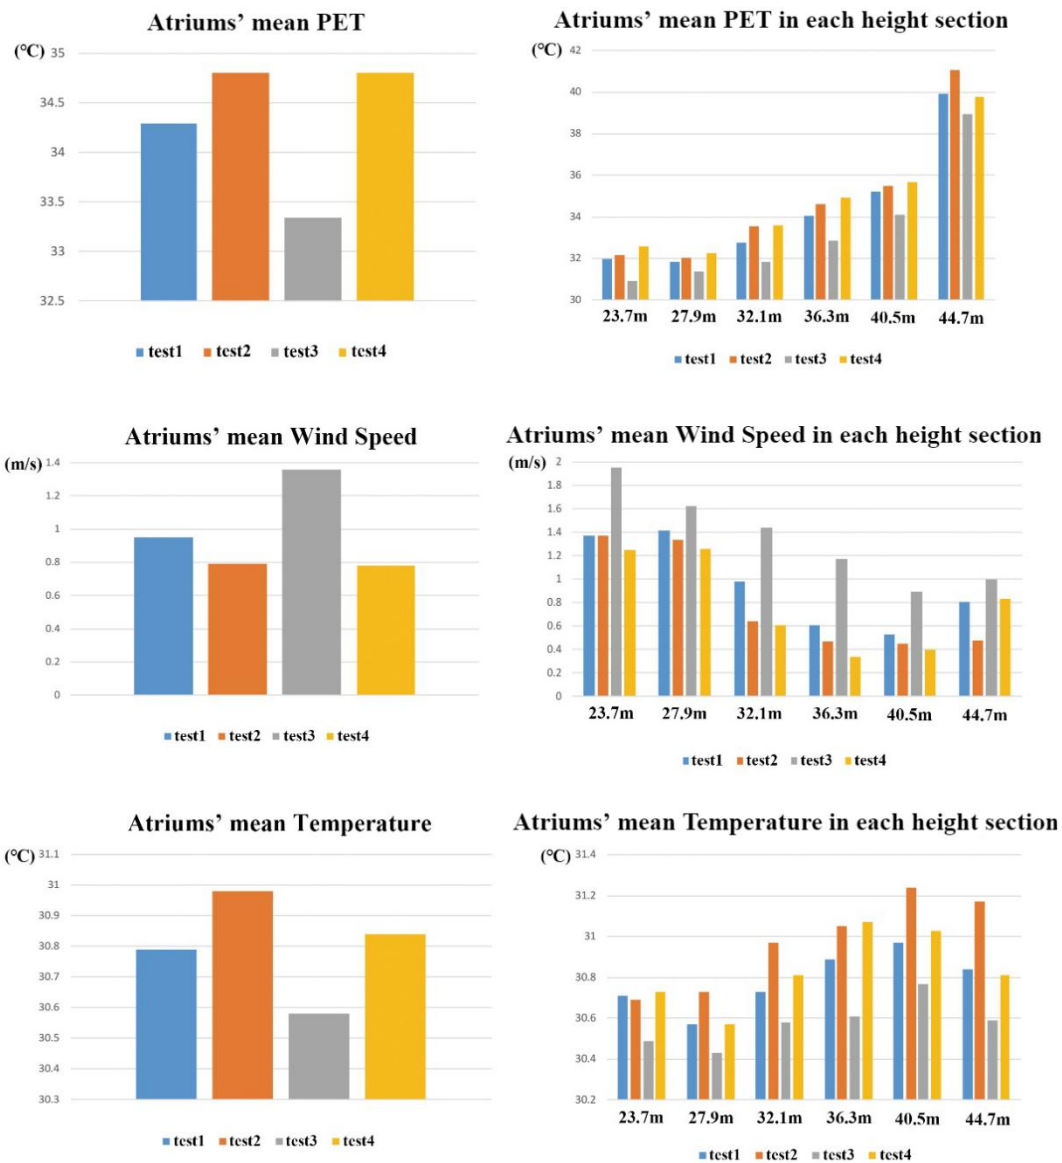 Atriums’ mean PET
(°C)
35
34.5
34
33.5
33
32.5
test1 test2 test3 test4
Atriums’ mean PET in each height section
(°C)
42
40
38
36
34
32
30
23.7m 27.9m 32.1m 36.3m 40.5m 44.7m
test1 test2 test3 test4
Atriums’ mean Wind Speed
(m/s)
1.4
1.2
1
0.8
0.6
0.4
0.2
0
test1 test2 test3 test4
Atriums’ mean Wind Speed in each height section
(m/s)
2
1.8
1.6
1.4
1.2
1
0.8
0.6
0.4
0.2
0
23.7m 27.9m 32.1m 36.3m 40.5m 44.7m
test1 test2 test3 test4
Atriums’ mean Temperature
(°C)
31.1
31
30.9
30.8
30.7
30.6
30.5
30.4
30.3
test1 test2 test3 test4
Atriums’ mean Temperature in each height section
(°C)
31.4
31.2
31
30.8
30.6
30.4
30.2
23.7m 27.9m 32.1m 36.3m 40.5m 44.7m
test1 test2 test3 test4